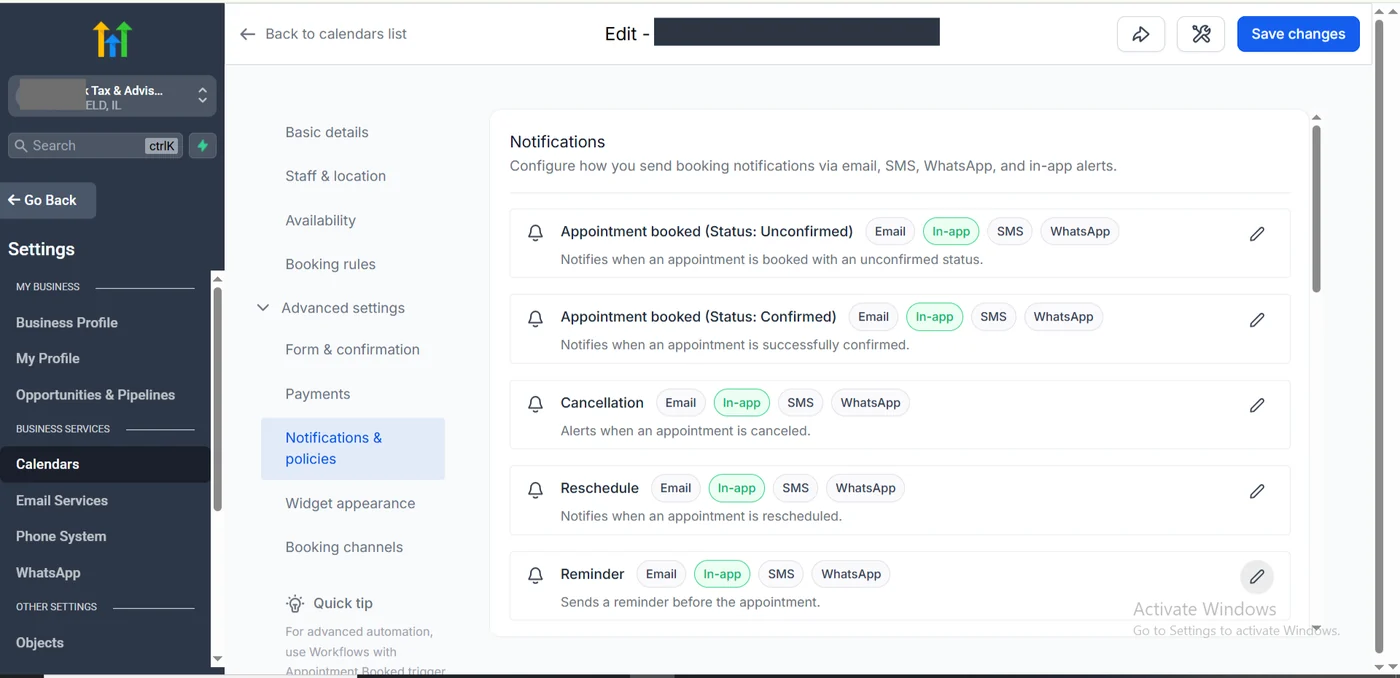 Back to calendars list
Edit -
Save changes
k Tax & Advis...
ELD, IL
Search
ctrlK
Go Back
Settings
MY BUSINESS
Business Profile
My Profile
Opportunities & Pipelines
BUSINESS SERVICES
Calendars
Email Services
Phone System
WhatsApp
OTHER SETTINGS
Objects
Basic details
Staff & location
Availability
Booking rules
Advanced settings
Form & confirmation
Payments
Notifications &
policies
Widget appearance
Booking channels
Quick tip
For advanced automation,
use Workflows with
Appointment Booked trigger
Notifications
Configure how you send booking notifications via email, SMS, WhatsApp, and in-app alerts.
Appointment booked (Status: Unconfirmed) Email In-app SMS WhatsApp
Notifies when an appointment is booked with an unconfirmed status.
Appointment booked (Status: Confirmed) Email In-app SMS WhatsApp
Notifies when an appointment is successfully confirmed.
Cancellation Email In-app SMS WhatsApp
Alerts when an appointment is canceled.
Reschedule Email In-app SMS WhatsApp
Notifies when an appointment is rescheduled.
Reminder Email In-app SMS WhatsApp
Sends a reminder before the appointment.
Activate Windows
Go to Settings to activate Windows.